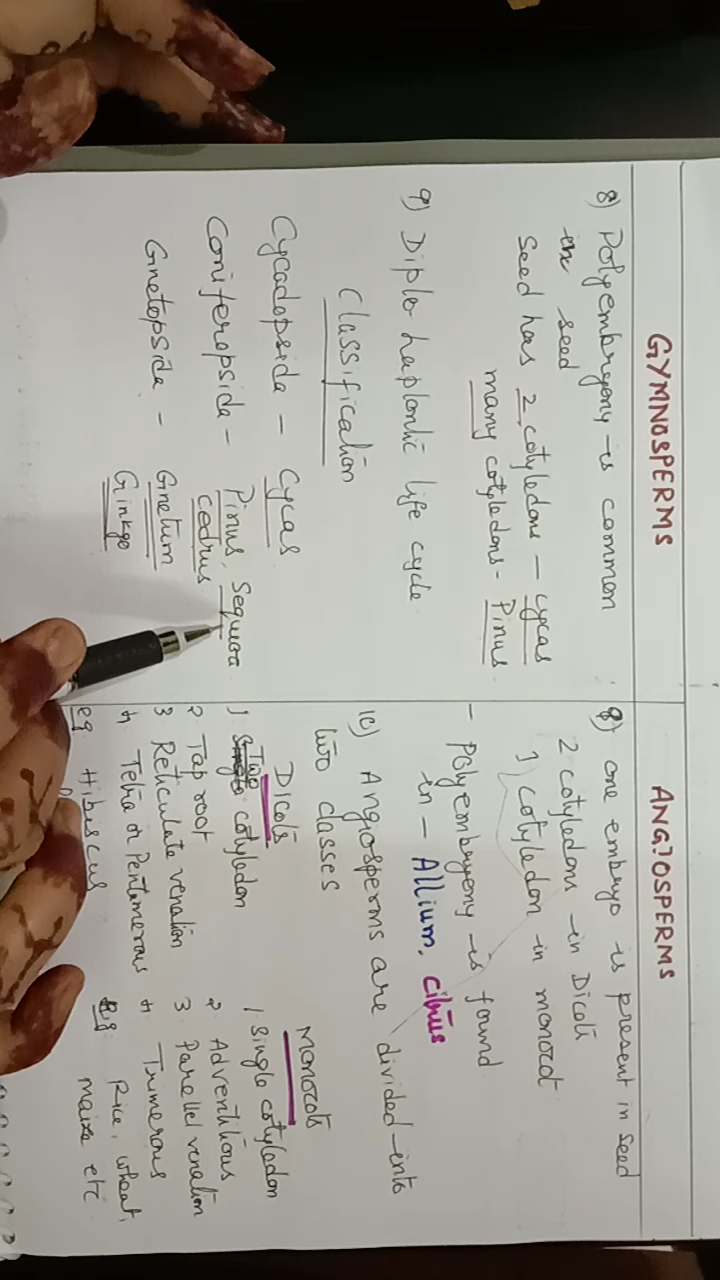 GYMNOSPERMS
8) Polyembryony is common
in seed
Seed has 2 cotyledons - Cycas
many cotyledons - Pinus
9) Diplo haplontic life cycle
Classification
Cycadopsida - Cycas
Coniferopsida - Pinus, Sequoia
Cedrus
Gnetopsida - Gnetum
Ginkgo
ANGIOSPERMS
9) one embryo is present in seed
2 cotyledons in Dicots
1 cotyledon in monocot
- Polyembryony is found
in - Allium, Citrus
10) Angiosperms are divided into
two classes
Dicots
1 Two cotyledon
2 Tap root
3 Reticulate venation
4 Tetra or Pentamerous
eg Hibiscus
Monocots
1 Single cotyledon
2 Adventitious
3. Parellel venation
4 Trimerous
Eg: Rice, wheat,
maize etc